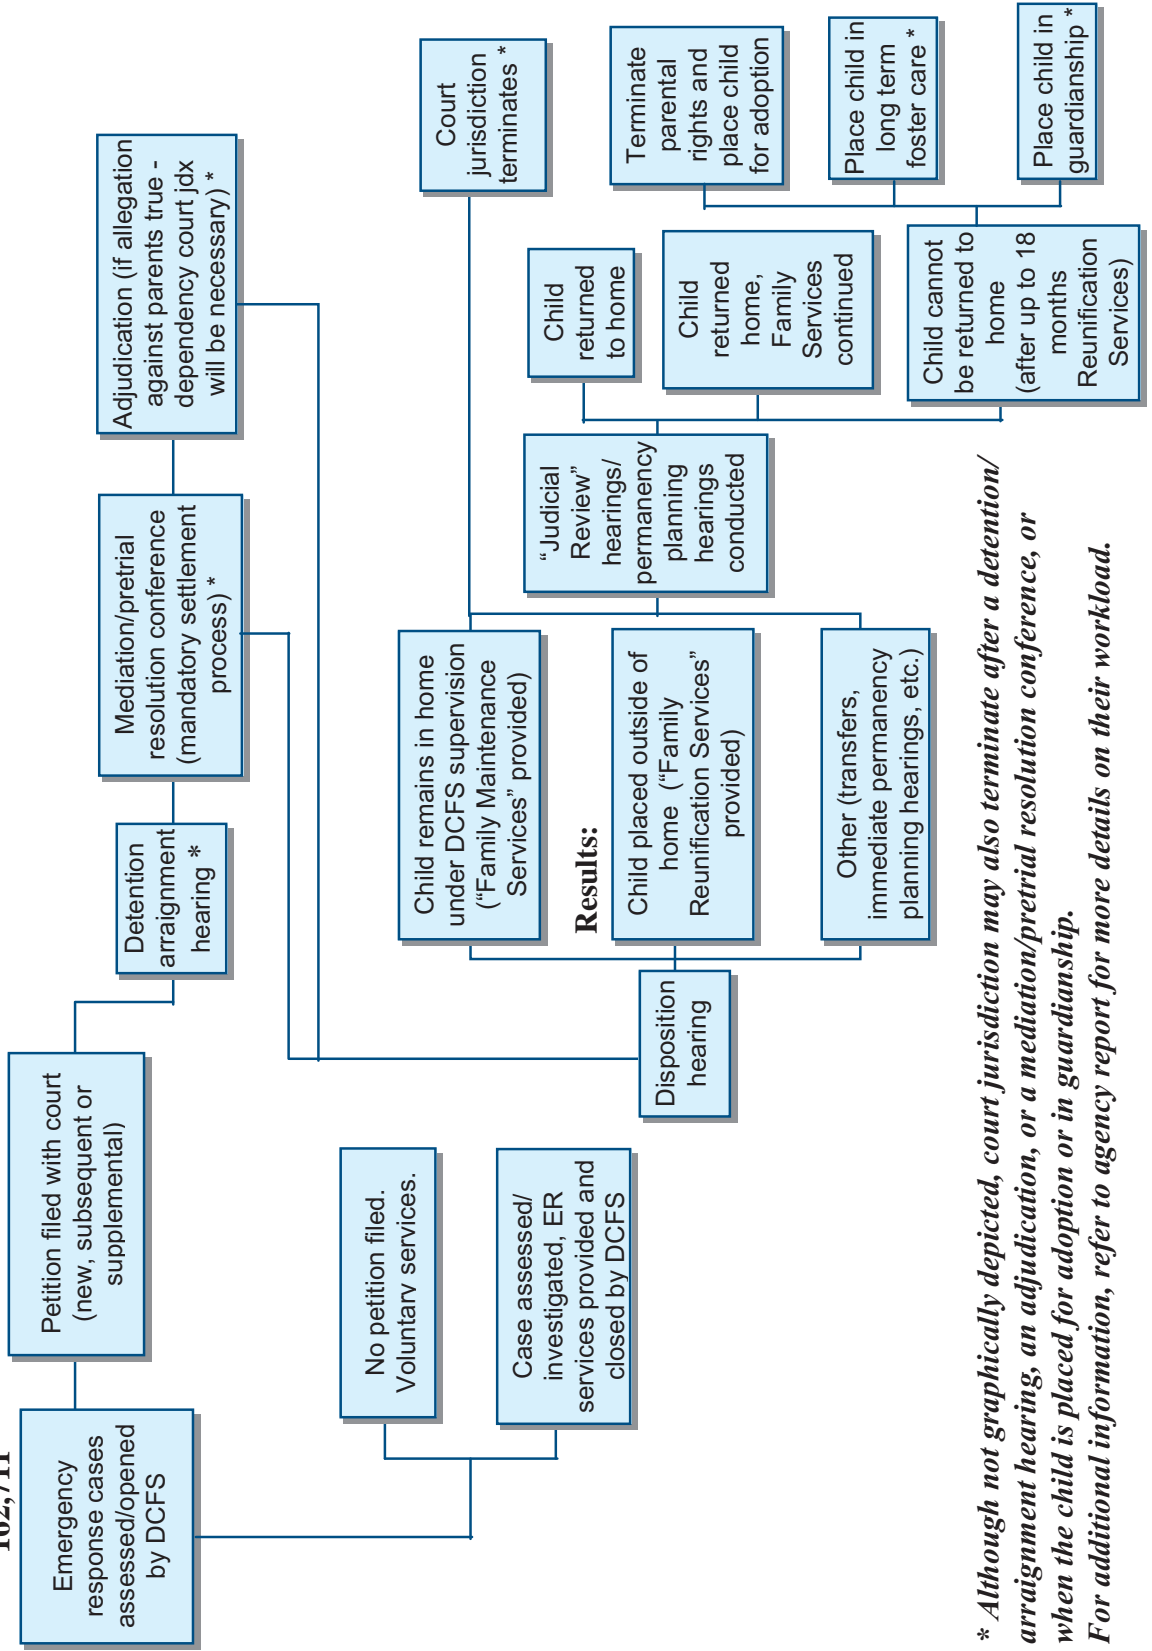 162,711
Emergency
response cases
assessed/opened
by DCFS
Petition filed with court
(new, subsequent or
supplemental)
Detention
arraignment
hearing *
Mediation/pretrial
resolution conference
(mandatory settlement
process) *
Adjudication (if allegation
against parents true -
dependency court jdx
will be necessary) *
No petition filed.
Voluntary services.
Case assessed/
investigated, ER
services provided and
closed by DCFS
Disposition
hearing
Results:
Child remains in home
under DCFS supervision
(“Family Maintenance
Services” provided)
Child placed outside of
home (“Family
Reunification Services”
provided)
Other (transfers,
immediate permanency
planning hearings, etc.)
Court
jurisdiction
terminates *
“Judicial
Review”
hearings/
permanency
planning
hearings
conducted
Child
returned
to home
Child
returned
home,
Family
Services
continued
Child cannot
be returned to
home
(after up to 18
months
Reunification
Services)
Terminate
parental
rights and
place child
for adoption
Place child in
long term
foster care *
Place child in
guardianship *
* Although not graphically depicted, court jurisdiction may also terminate after a detention/
arraignment hearing, an adjudication, or a mediation/pretrial resolution conference, or
when the child is placed for adoption or in guardianship.
For additional information, refer to agency report for more details on their workload.